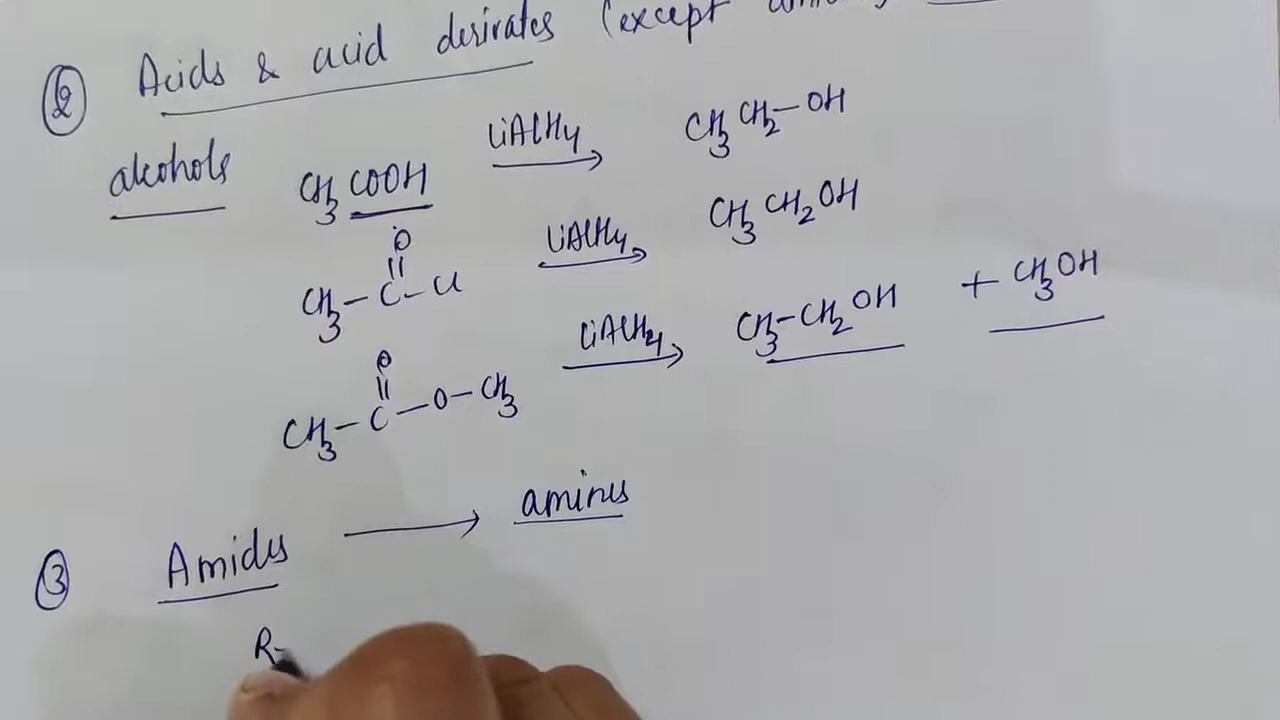 ② Acids & acid derivates (except
alcohols CH₃COOH LiAlH₄ → CH₃CH₂-OH
CH₃-C(=O)-Cl LiAlH₄ → CH₃CH₂OH
CH₃-C(=O)-O-CH₃ LiAlH₄ → CH₃-CH₂OH + CH₃OH
③ Amides → amines
R-